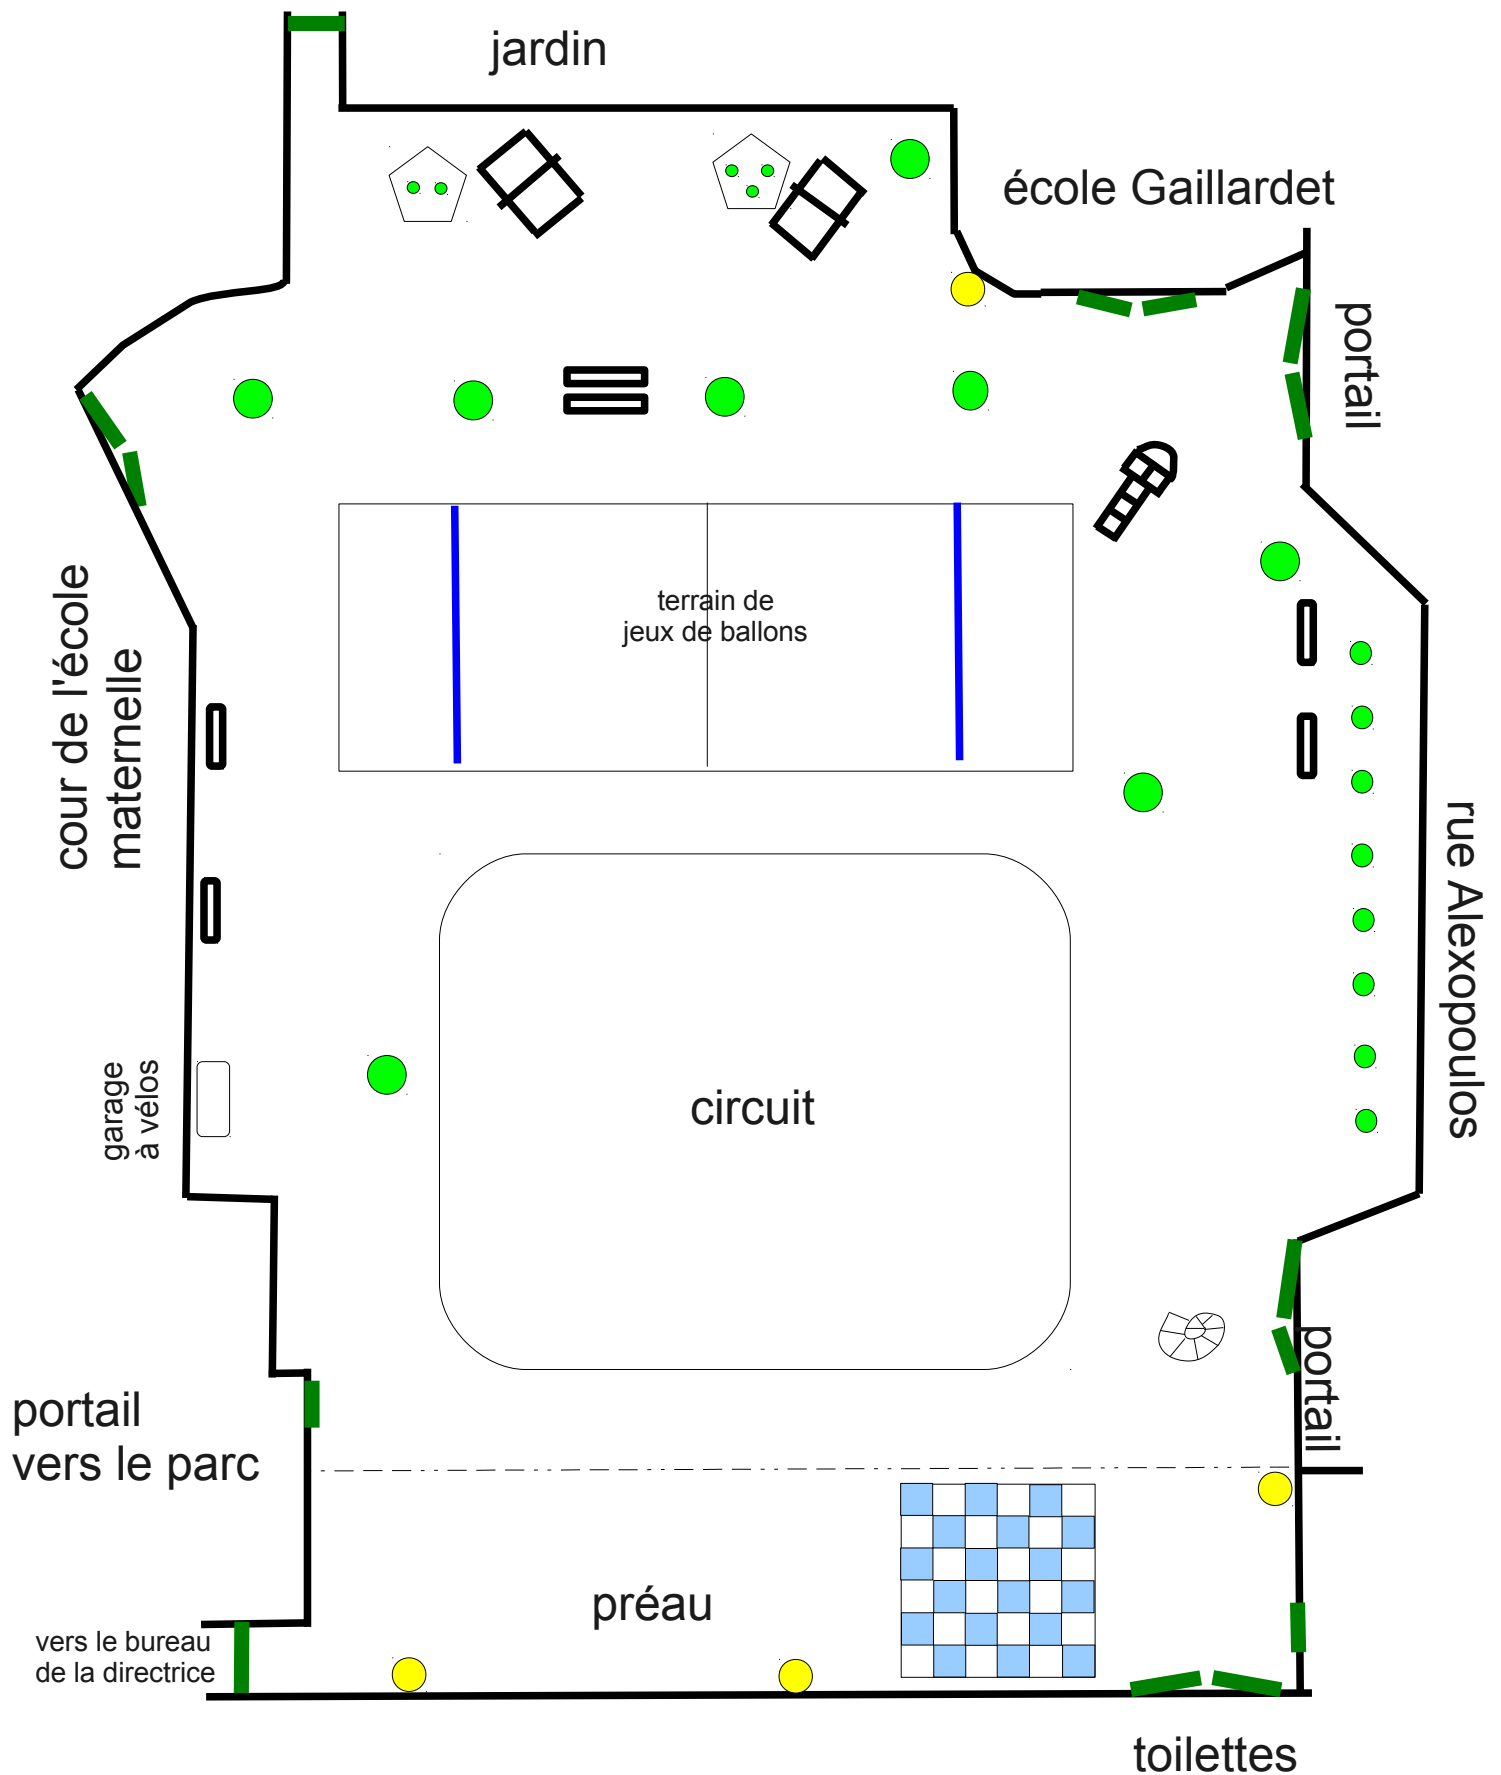 jardin
école Gaillardet
portail
terrain de
jeux de ballons
cour de l'école
maternelle
rue Alexopoulos
garage
à vélos
circuit
portail
portail
vers le parc
préau
vers le bureau
de la directrice
toilettes